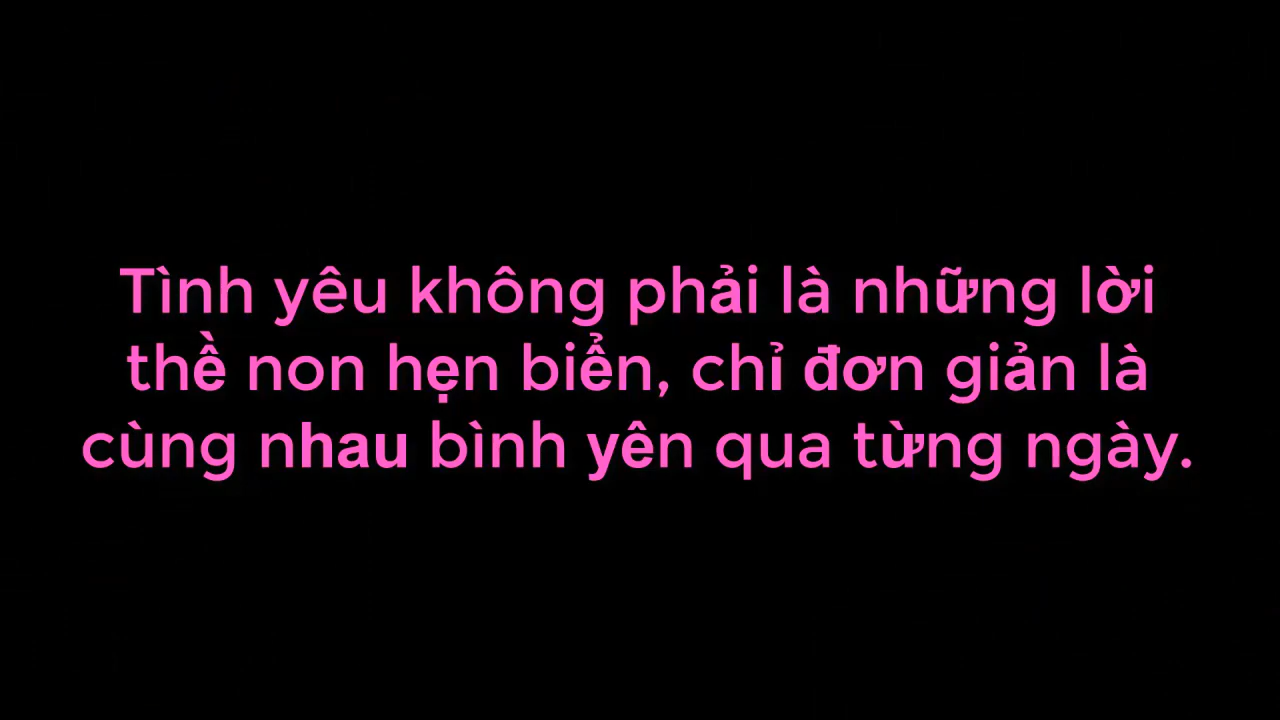 Tình yêu không phải là những lời
thề non hẹn biển, chỉ đơn giản là
cùng nhau bình yên qua từng ngày.